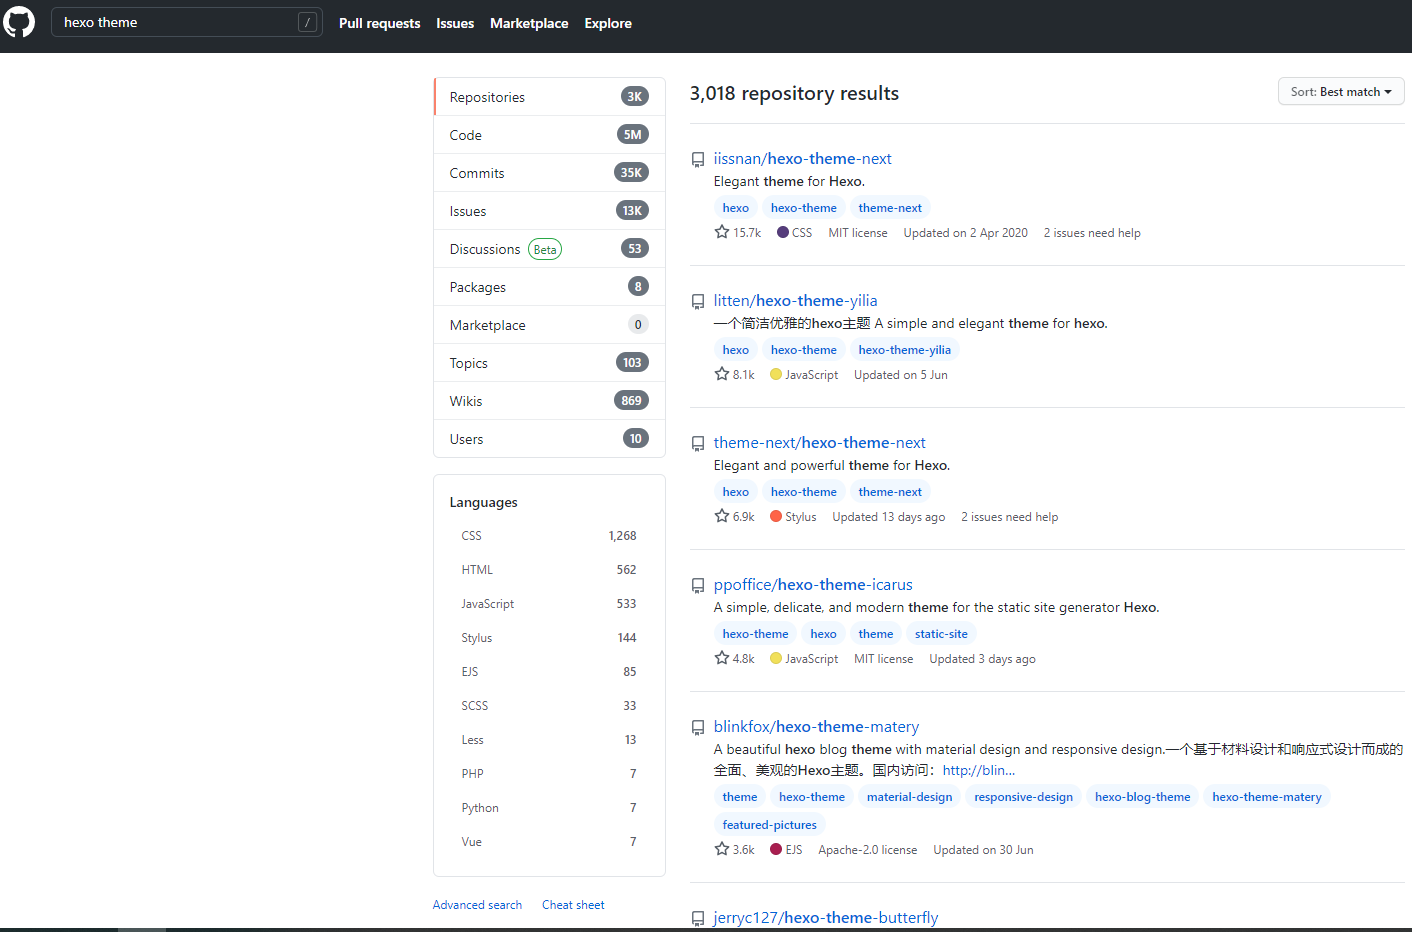 hexo theme /
Pull requests Issues Marketplace Explore
Repositories 3K
Code 5M
Commits 35K
Issues 13K
Discussions Beta 53
Packages 8
Marketplace 0
Topics 103
Wikis 869
Users 10
Languages
CSS 1,268
HTML 562
JavaScript 533
Stylus 144
EJS 85
SCSS 33
Less 13
PHP 7
Python 7
Vue 7
Advanced search Cheat sheet
3,018 repository results
Sort: Best match
iissnan/hexo-theme-next
Elegant theme for Hexo.
hexo hexo-theme theme-next
15.7k CSS MIT license Updated on 2 Apr 2020 2 issues need help
litten/hexo-theme-yilia
一个简洁优雅的hexo主题 A simple and elegant theme for hexo.
hexo hexo-theme hexo-theme-yilia
8.1k JavaScript Updated on 5 Jun
theme-next/hexo-theme-next
Elegant and powerful theme for Hexo.
hexo hexo-theme theme-next
6.9k Stylus Updated 13 days ago 2 issues need help
ppoffice/hexo-theme-icarus
A simple, delicate, and modern theme for the static site generator Hexo.
hexo-theme hexo theme static-site
4.8k JavaScript MIT license Updated 3 days ago
blinkfox/hexo-theme-matery
A beautiful hexo blog theme with material design and responsive design.一个基于材料设计和响应式设计而成的
全面、美观的Hexo主题。国内访问：http://blin...
theme hexo-theme material-design responsive-design hexo-blog-theme hexo-theme-matery
featured-pictures
3.6k EJS Apache-2.0 license Updated on 30 Jun
jerryc127/hexo-theme-butterfly